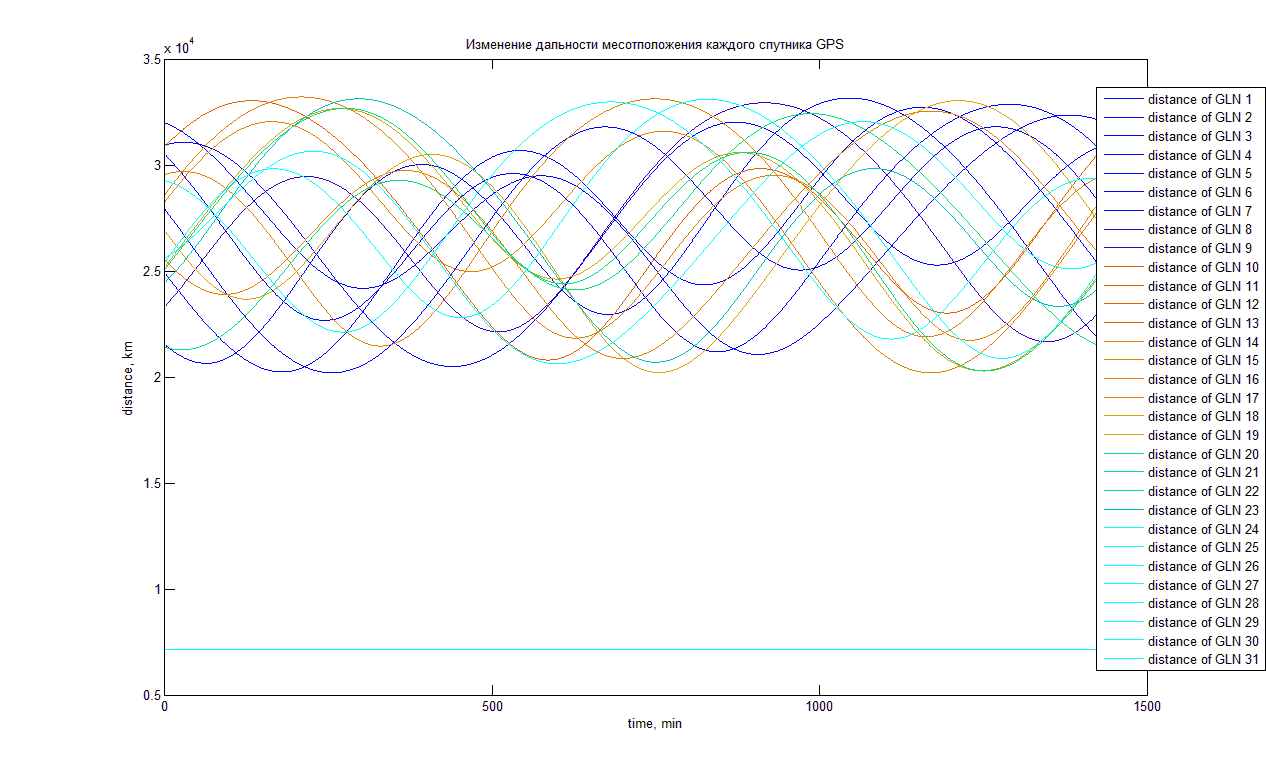 Изменение дальности месотположения каждого спутника GPS
x 10^4
3.5
3
2.5
2
1.5
1
0.5
distance, km
0 500 1000 1500
time, min
distance of GLN 1
distance of GLN 2
distance of GLN 3
distance of GLN 4
distance of GLN 5
distance of GLN 6
distance of GLN 7
distance of GLN 8
distance of GLN 9
distance of GLN 10
distance of GLN 11
distance of GLN 12
distance of GLN 13
distance of GLN 14
distance of GLN 15
distance of GLN 16
distance of GLN 17
distance of GLN 18
distance of GLN 19
distance of GLN 20
distance of GLN 21
distance of GLN 22
distance of GLN 23
distance of GLN 24
distance of GLN 25
distance of GLN 26
distance of GLN 27
distance of GLN 28
distance of GLN 29
distance of GLN 30
distance of GLN 31